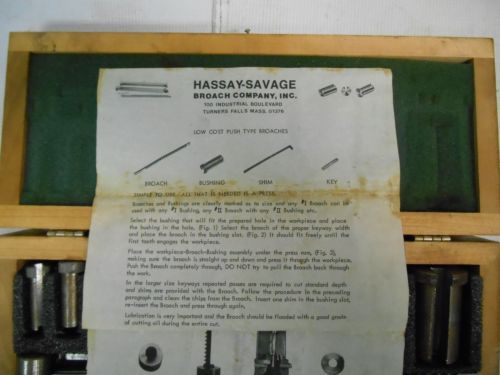 HASSAY-SAVAGE
BROACH COMPANY, INC.
100 INDUSTRIAL BOULEVARD
TURNERS FALLS MASS. 01376
LOW COST PUSH TYPE BROACHES
BROACH BUSHING SHIM KEY
SIMPLE TO USE. ALL THAT IS NEEDED IS A PRESS.
Broaches and Bushings are clearly marked as to size and any #1 Broach can be
used with any #1 Bushing, any #II Broach with any #II Bushing etc.
Select the bushing that will fit the prepared hole in the workpiece and place
the bushing in the hole, (Fig. 1) Select the broach of the proper keyway width
and place the broach in the bushing slot. (Fig. 2) It should fit freely until the
first tooth engages the workpiece.
Place the workpiece-Broach-Bushing assembly under the press ram, (Fig. 3),
making sure the broach is straight up and down and press it through the workpiece.
Push the Broach completely through, DO NOT try to pull the Broach back through
the work.
In the larger size keyways repeated passes are required to cut standard depth
and shims are provided with the Broach. Follow the procedure in the preceding
paragraph and clean the chips from the Broach. Insert one shim in the bushing slot,
re-insert the Broach and press through again.
Lubrication is very important and the Broach should be flooded with a good grade
of cutting oil during the entire cut.